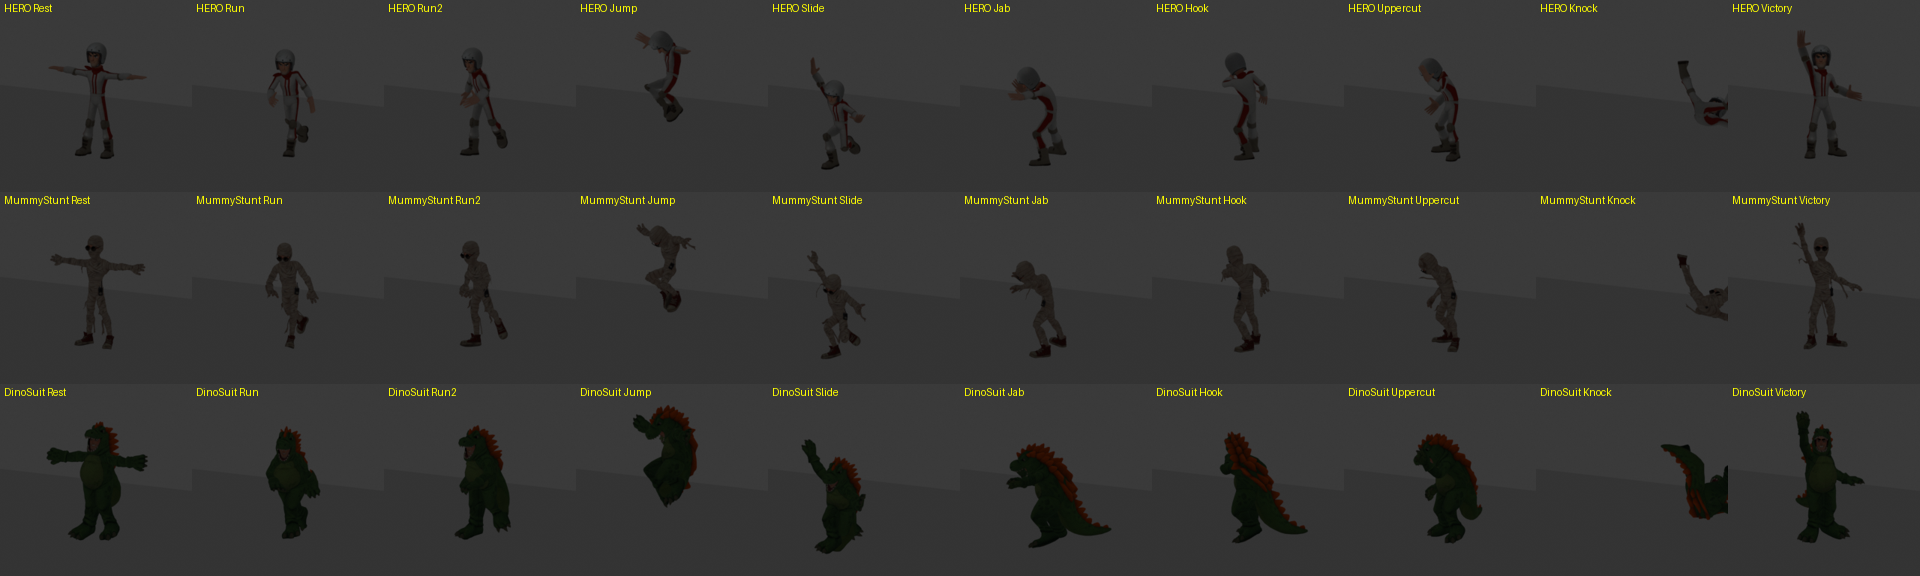 HERO Rest
HERO Run
HERO Run2
HERO Jump
HERO Slide
HERO Jab
HERO Hook
HERO Uppercut
HERO Knock
HERO Victory
MummyStunt Rest
MummyStunt Run
MummyStunt Run2
MummyStunt Jump
MummyStunt Slide
MummyStunt Jab
MummyStunt Hook
MummyStunt Uppercut
MummyStunt Knock
MummyStunt Victory
DinoSuit Rest
DinoSuit Run
DinoSuit Run2
DinoSuit Jump
DinoSuit Slide
DinoSuit Jab
DinoSuit Hook
DinoSuit Uppercut
DinoSuit Knock
DinoSuit Victory